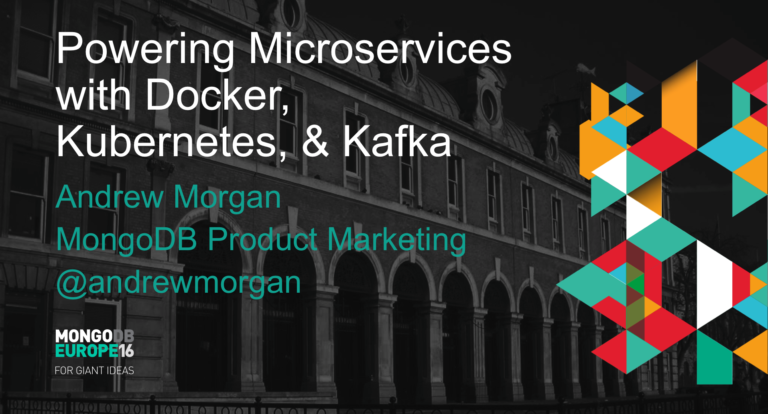 Powering Microservices
with Docker,
Kubernetes, & Kafka
Andrew Morgan
MongoDB Product Marketing
@andrewmorgan
MONGODB
EUROPE16
FOR GIANT IDEAS